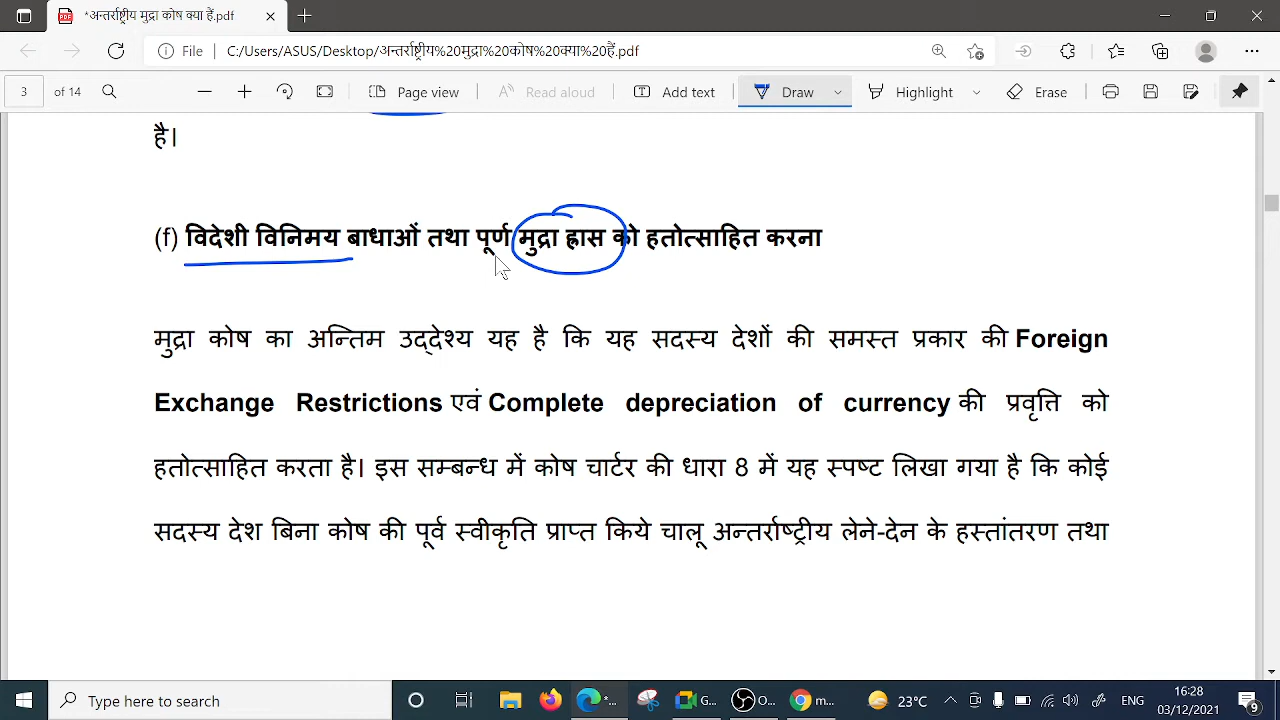 *अन्तर्राष्ट्रीय मुद्रा कोष क्या हैं.pdf
File C:/Users/ASUS/Desktop/अन्तर्राष्ट्रीय%20मुद्रा%20कोष%20क्या%20हैं.pdf
3 of 14 Page view Read aloud Add text Draw Highlight Erase
है।
(f) विदेशी विनिमय बाधाओं तथा पूर्ण मुद्रा ह्रास को हतोत्साहित करना
मुद्रा कोष का अन्तिम उद्देश्य यह है कि यह सदस्य देशों की समस्त प्रकार की Foreign
Exchange Restrictions एवं Complete depreciation of currency की प्रवृत्ति को
हतोत्साहित करता है। इस सम्बन्ध में कोष चार्टर की धारा 8 में यह स्पष्ट लिखा गया है कि कोई
सदस्य देश बिना कोष की पूर्व स्वीकृति प्राप्त किये चालू अन्तर्राष्ट्रीय लेने-देन के हस्तांतरण तथा
Type here to search *... G... O... m... 23°C ENG 16:28
03/12/2021 9